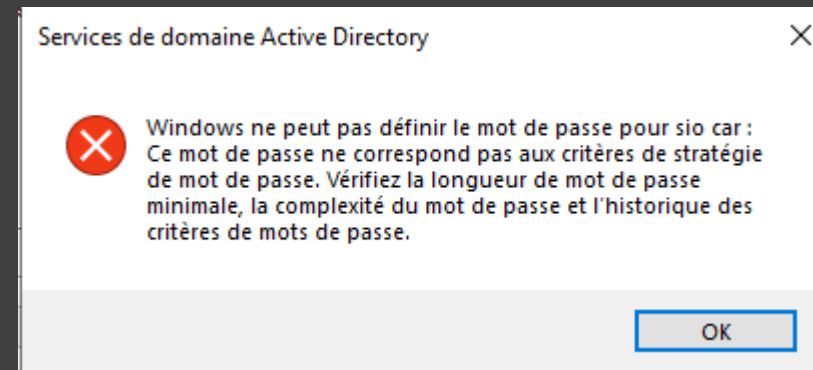 Services de domaine Active Directory
Windows ne peut pas définir le mot de passe pour sio car :
Ce mot de passe ne correspond pas aux critères de stratégie
de mot de passe. Vérifiez la longueur de mot de passe
minimale, la complexité du mot de passe et l'historique des
critères de mots de passe.
OK